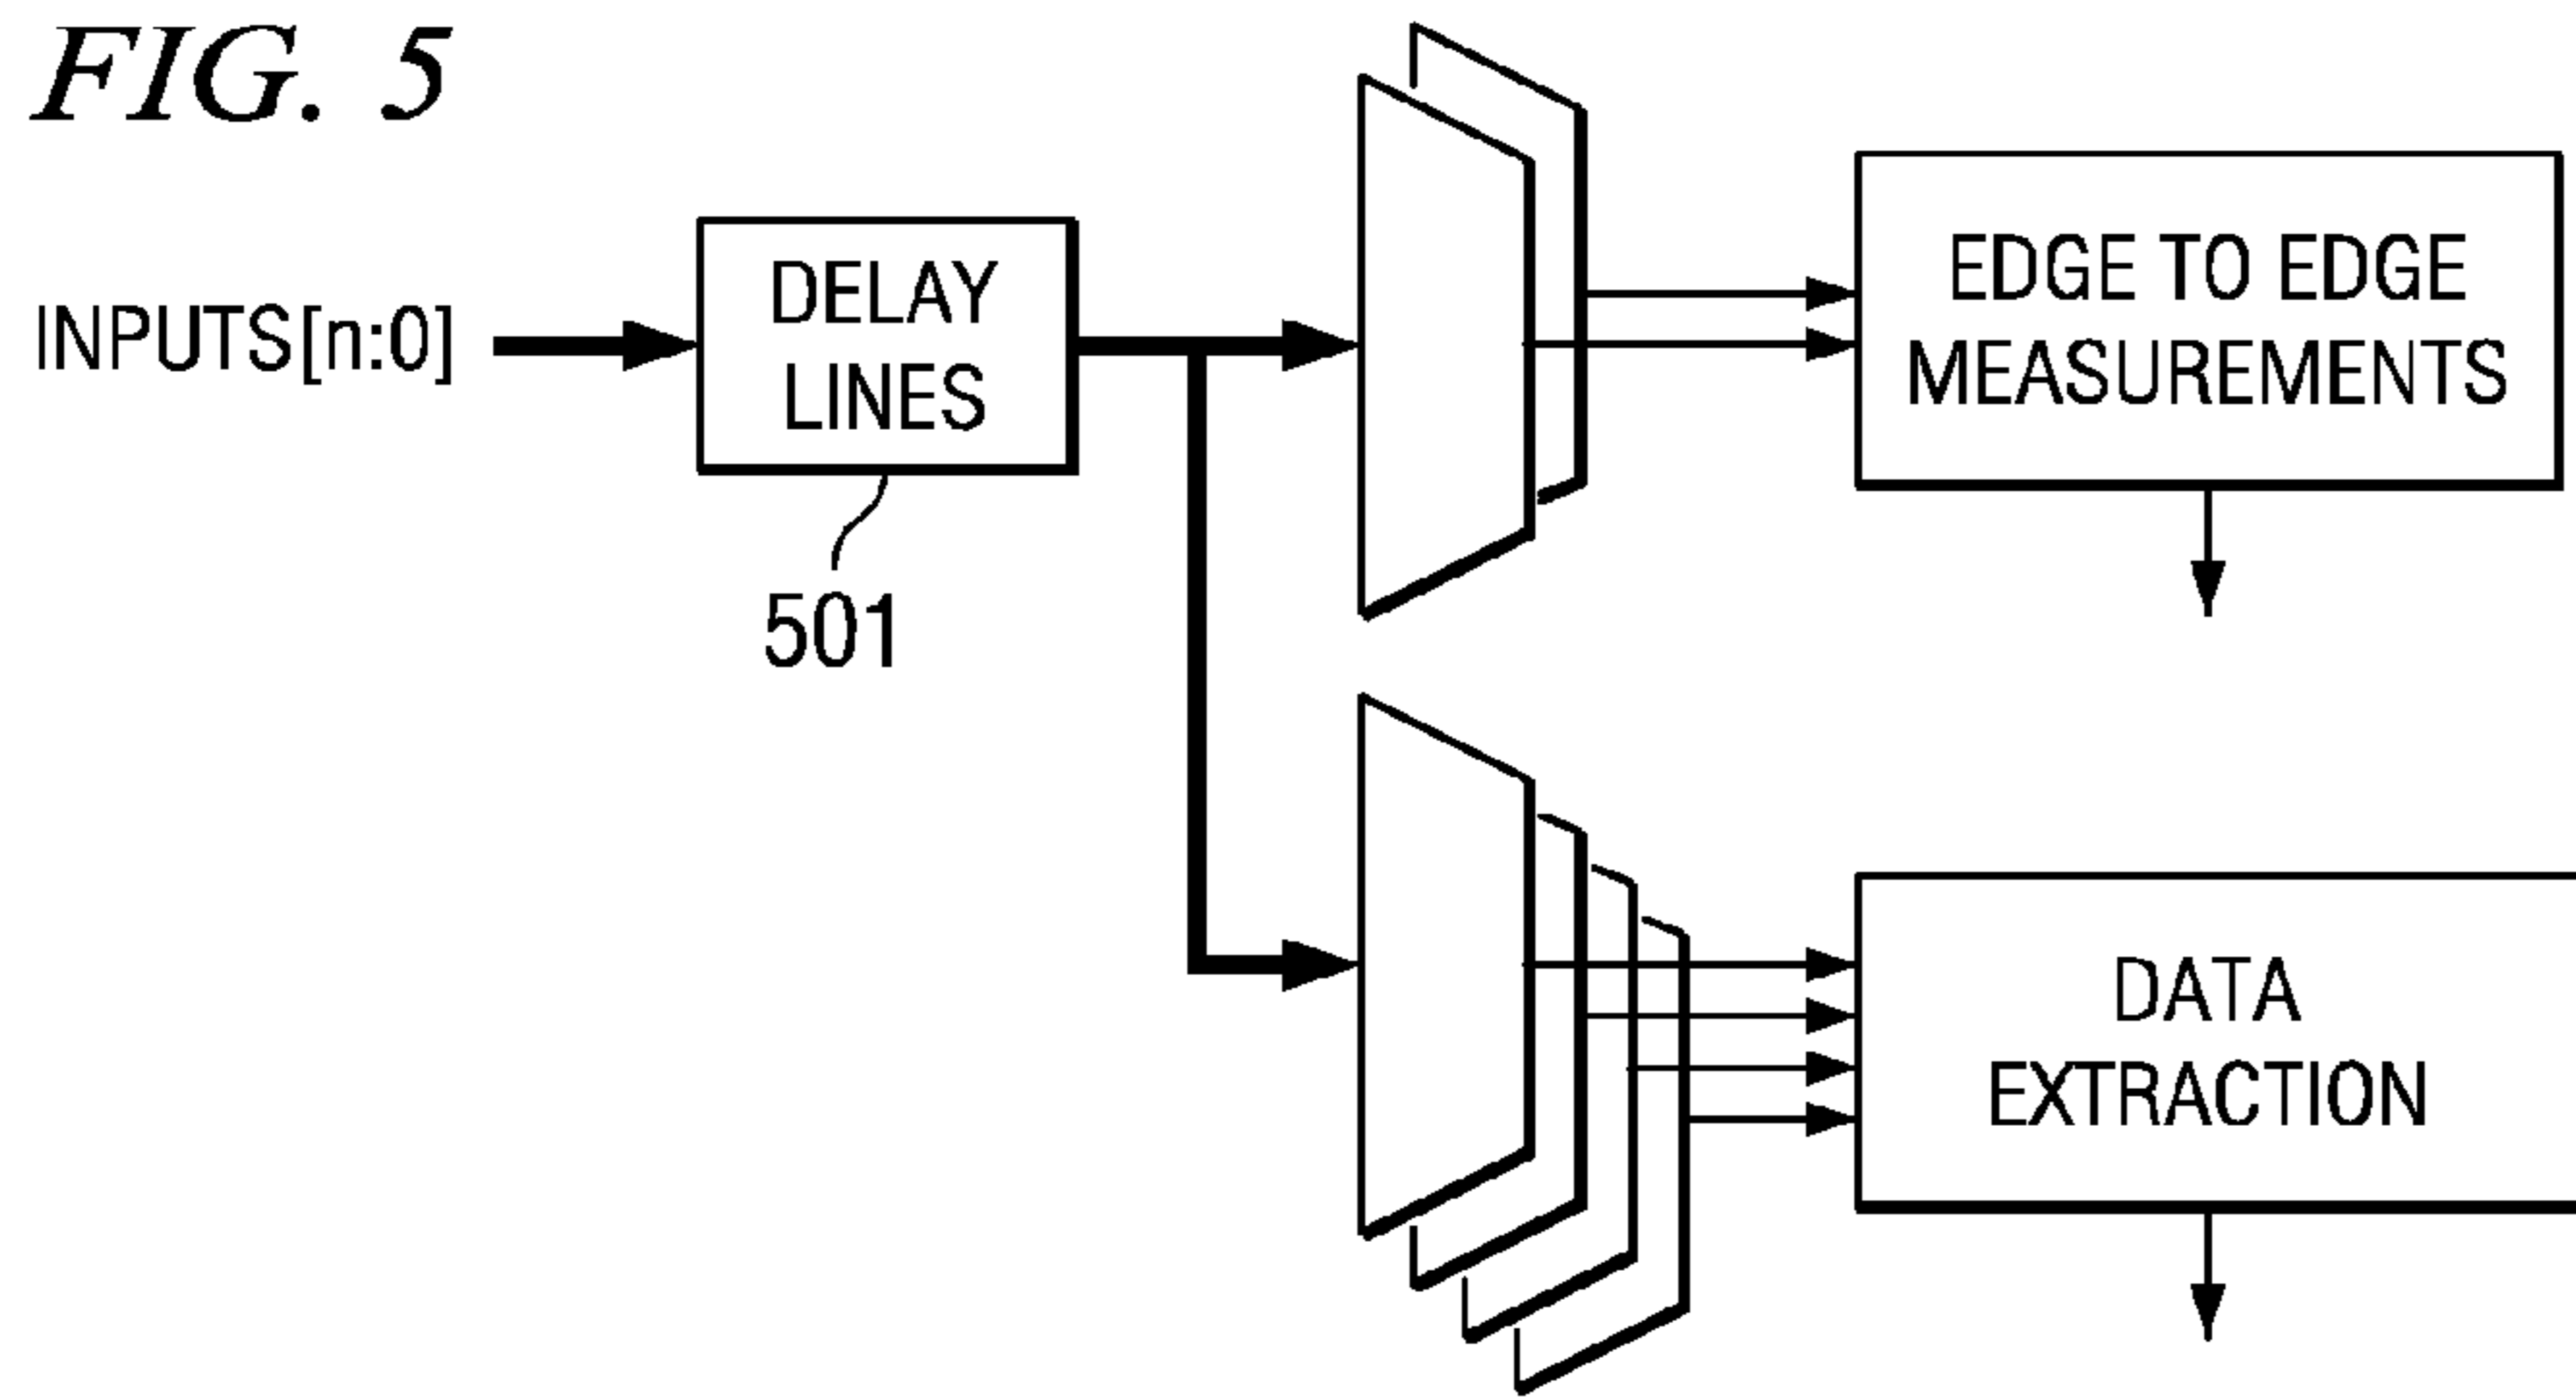 FIG. 5
INPUTS[n:0]
DELAY
LINES
501
EDGE TO EDGE
MEASUREMENTS
DATA
EXTRACTION